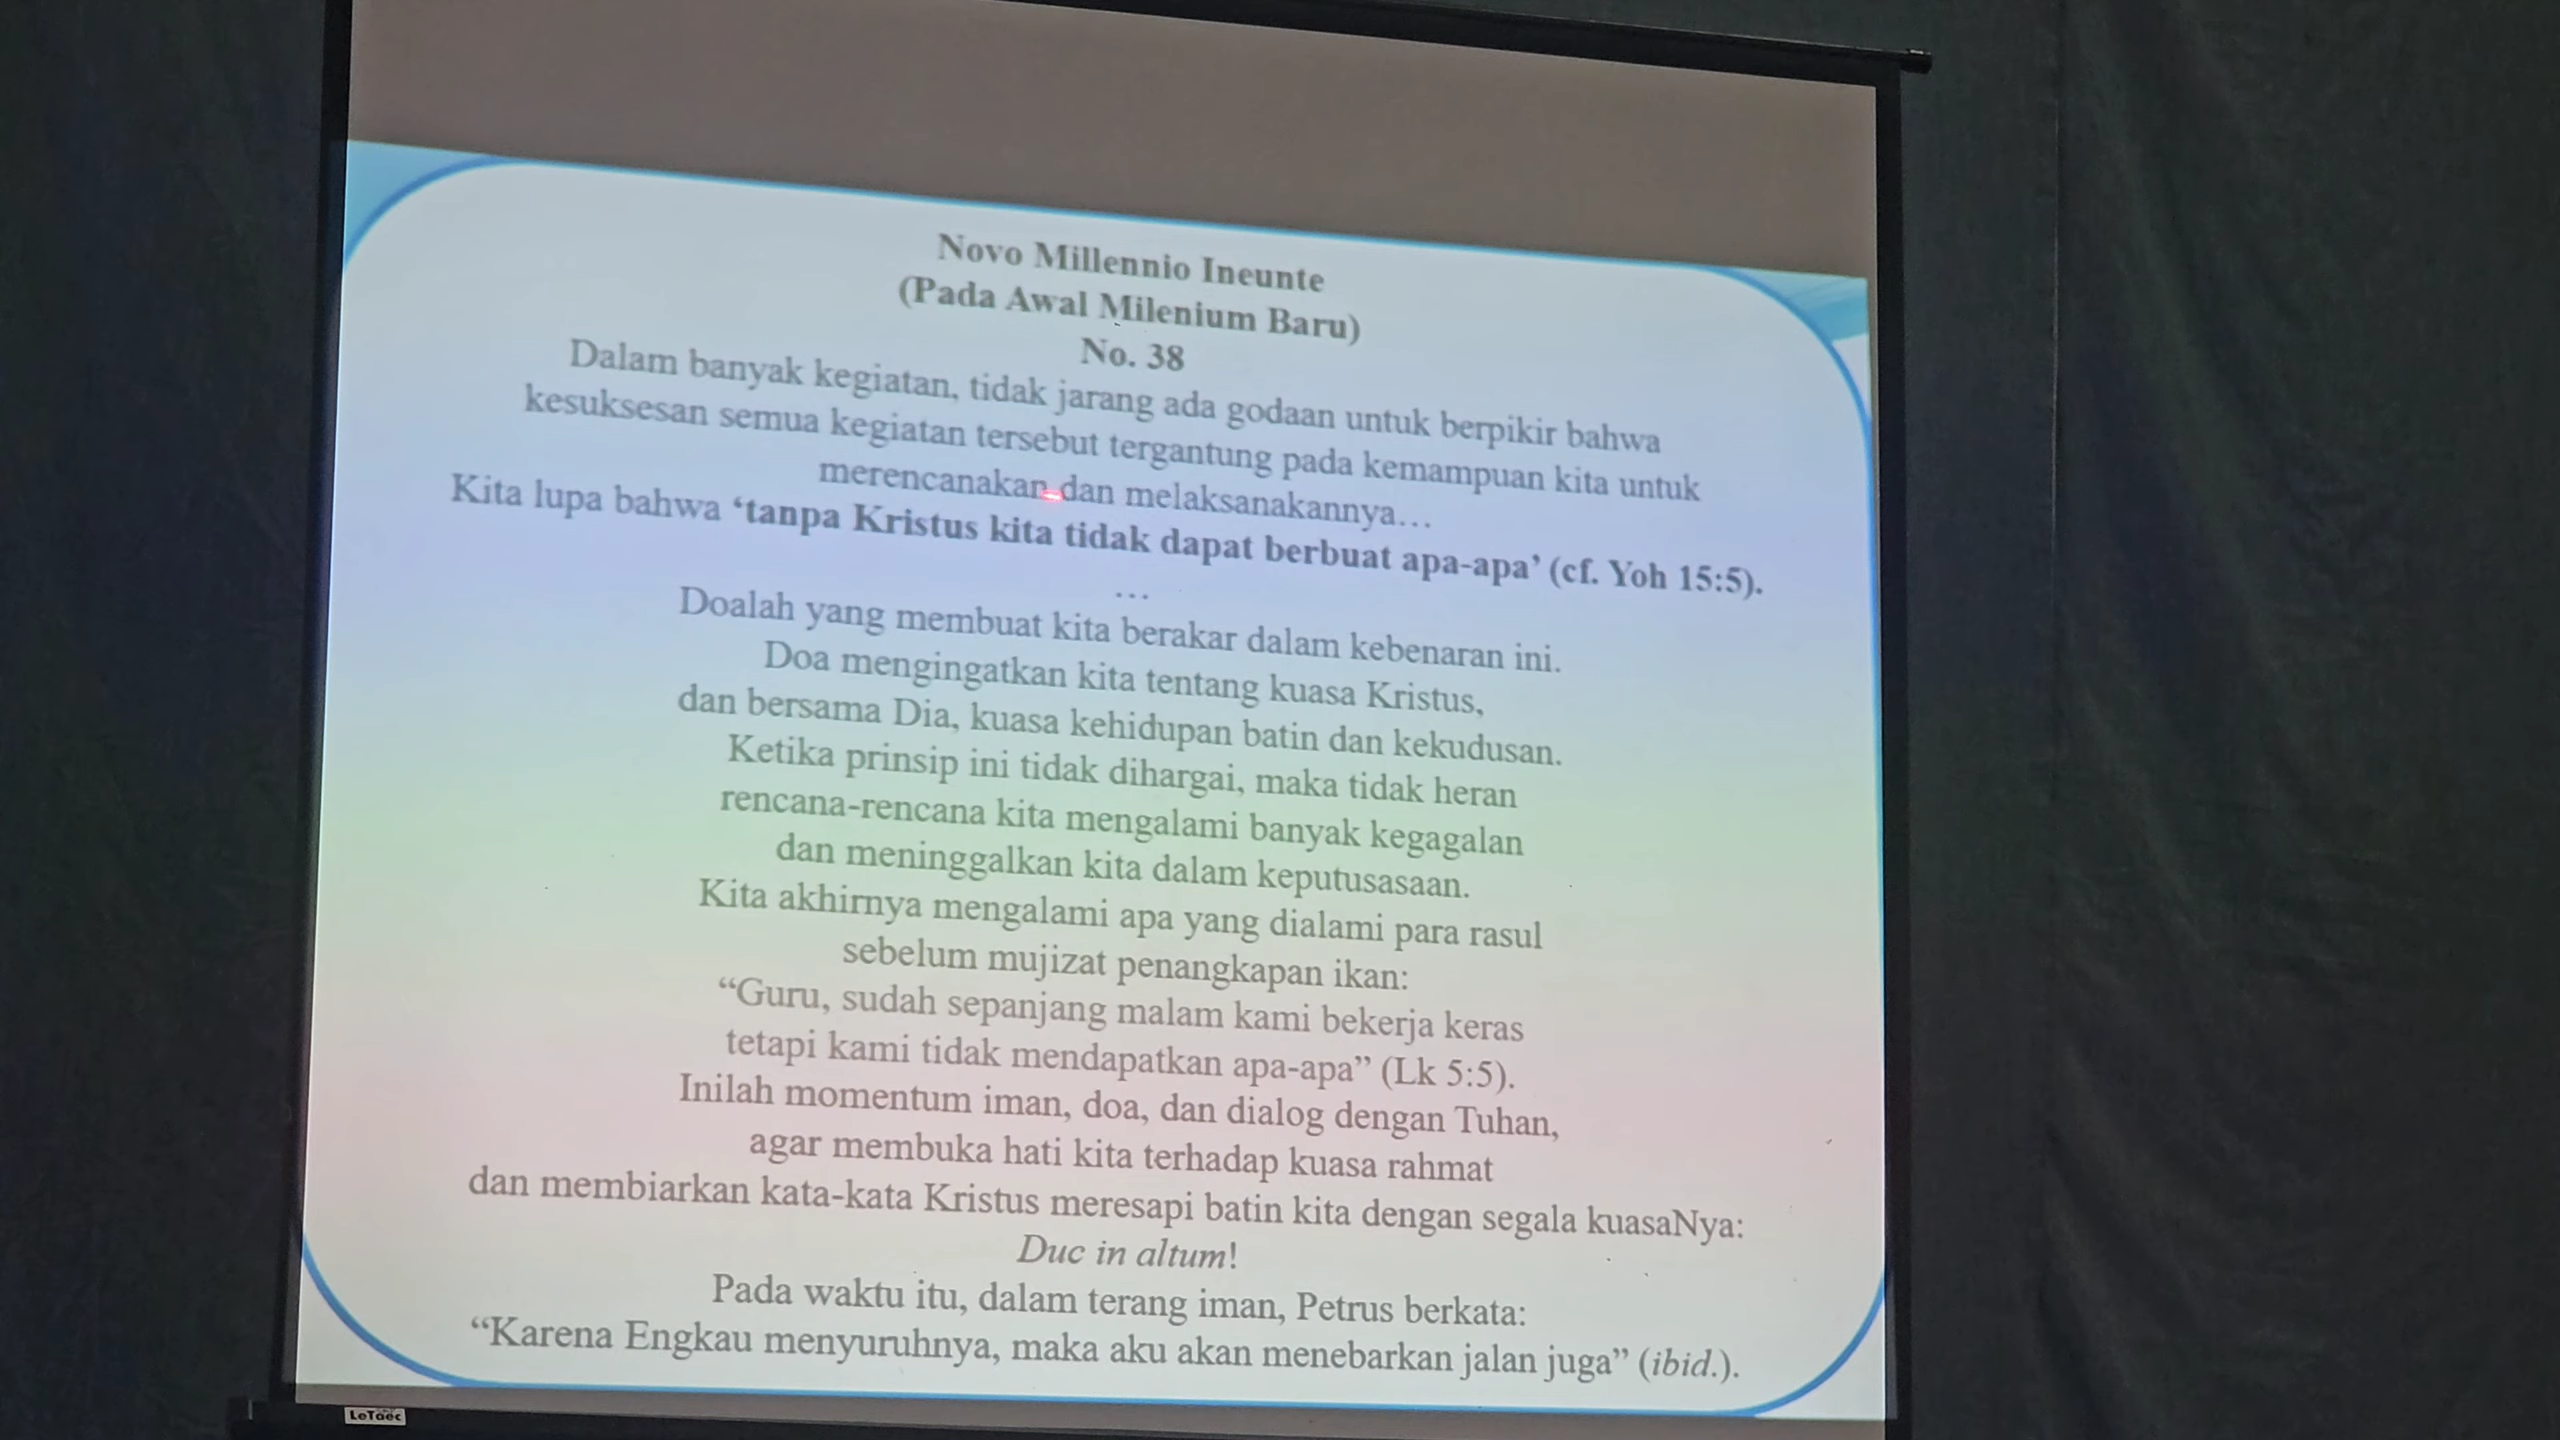 Novo Millennio Ineunte
(Pada Awal Milenium Baru)
No. 38
Dalam banyak kegiatan, tidak jarang ada godaan untuk berpikir bahwa
kesuksesan semua kegiatan tersebut tergantung pada kemampuan kita untuk
merencanakan dan melaksanakannya…
Kita lupa bahwa ‘tanpa Kristus kita tidak dapat berbuat apa-apa’ (cf. Yoh 15:5).
…
Doalah yang membuat kita berakar dalam kebenaran ini.
Doa mengingatkan kita tentang kuasa Kristus,
dan bersama Dia, kuasa kehidupan batin dan kekudusan.
Ketika prinsip ini tidak dihargai, maka tidak heran
rencana-rencana kita mengalami banyak kegagalan
dan meninggalkan kita dalam keputusasaan.
Kita akhirnya mengalami apa yang dialami para rasul
sebelum mujizat penangkapan ikan:
“Guru, sudah sepanjang malam kami bekerja keras
tetapi kami tidak mendapatkan apa-apa” (Lk 5:5).
Inilah momentum iman, doa, dan dialog dengan Tuhan,
agar membuka hati kita terhadap kuasa rahmat
dan membiarkan kata-kata Kristus meresapi batin kita dengan segala kuasaNya:
Duc in altum!
Pada waktu itu, dalam terang iman, Petrus berkata:
“Karena Engkau menyuruhnya, maka aku akan menebarkan jalan juga” (ibid.).
LeTaec